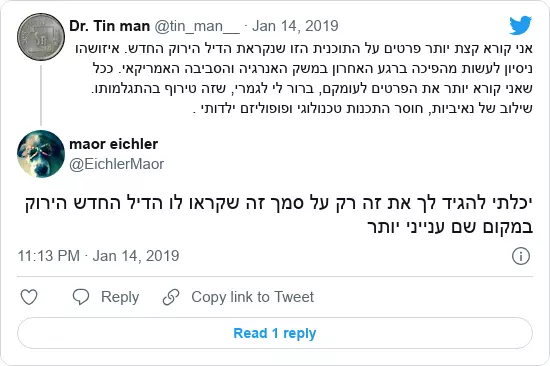 Dr. Tin man @tin_man__ · Jan 14, 2019
אני קורא קצת יותר פרטים על התוכנית הזו שנקראת הדיל הירוק החדש. איזושהו
ניסיון לעשות מהפיכה ברגע האחרון במשק האנרגיה והסביבה האמריקאי. ככל
שאני קורא יותר את הפרטים לעומקם, ברור לי לגמרי, שזה טירוף בהתגלמותו.
שילוב של נאיביות, חוסר התכנות טכנולוגי ופופוליזם ילדותי .
maor eichler
@EichlerMaor
יכלתי להגיד לך את זה רק על סמך זה שקראו לו הדיל החדש הירוק
במקום שם ענייני יותר
11:13 PM · Jan 14, 2019
Reply
Copy link to Tweet
Read 1 reply